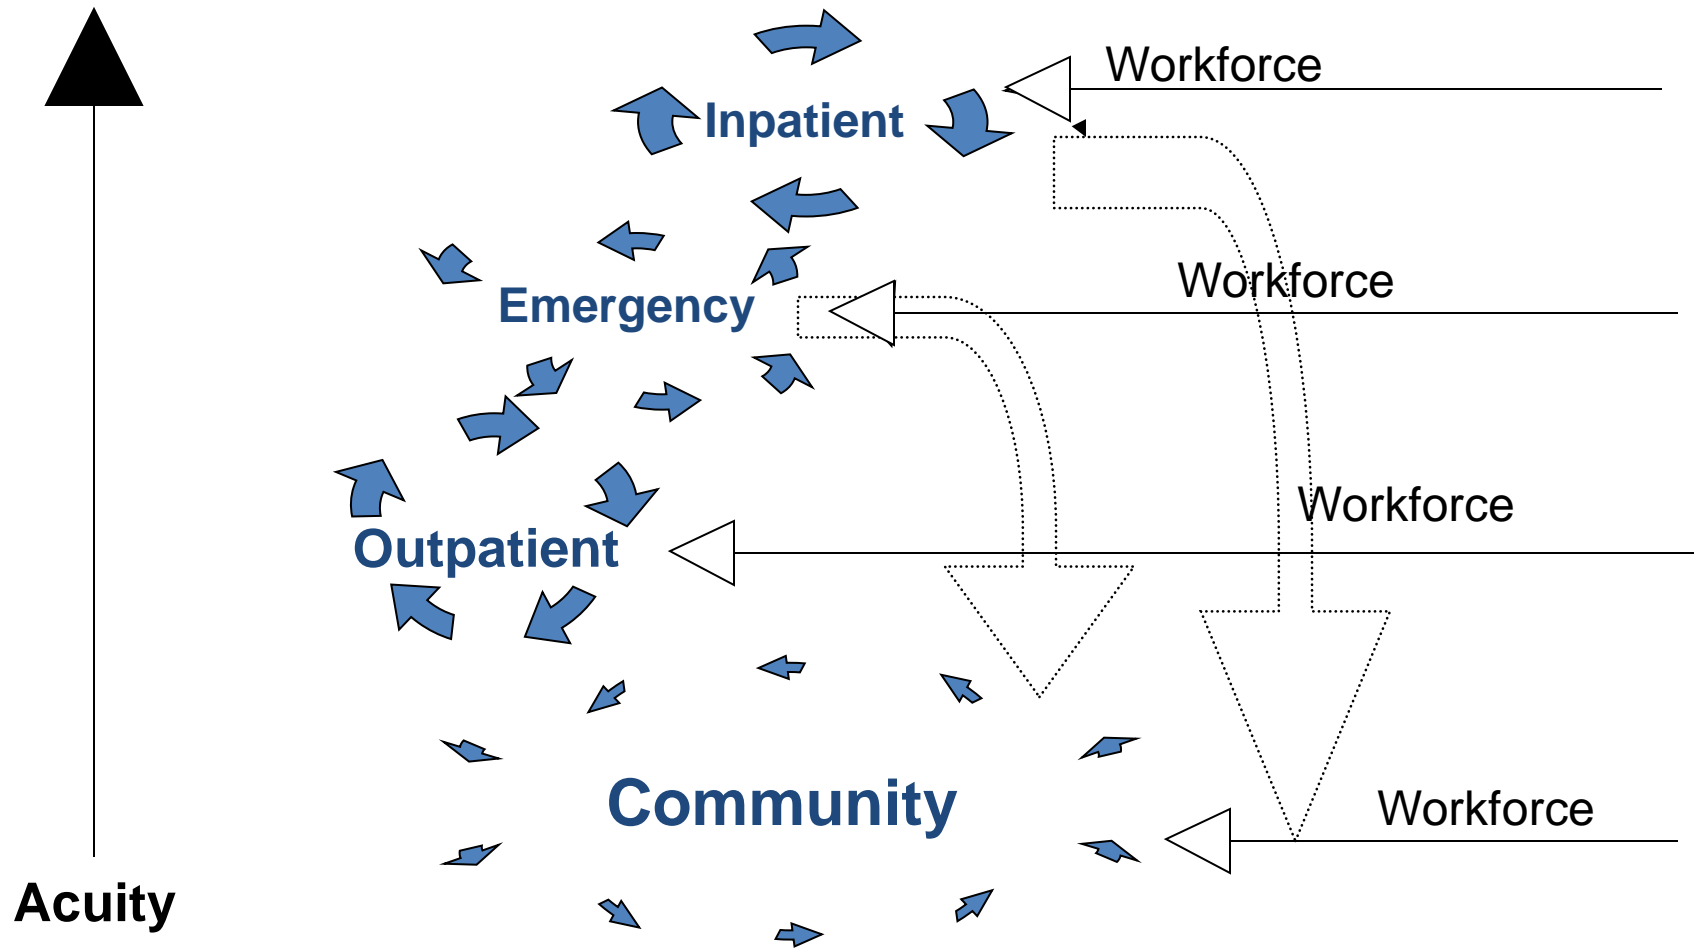 Workforce
Inpatient
Workforce
Emergency
Workforce
Outpatient
Community
Workforce
Acuity